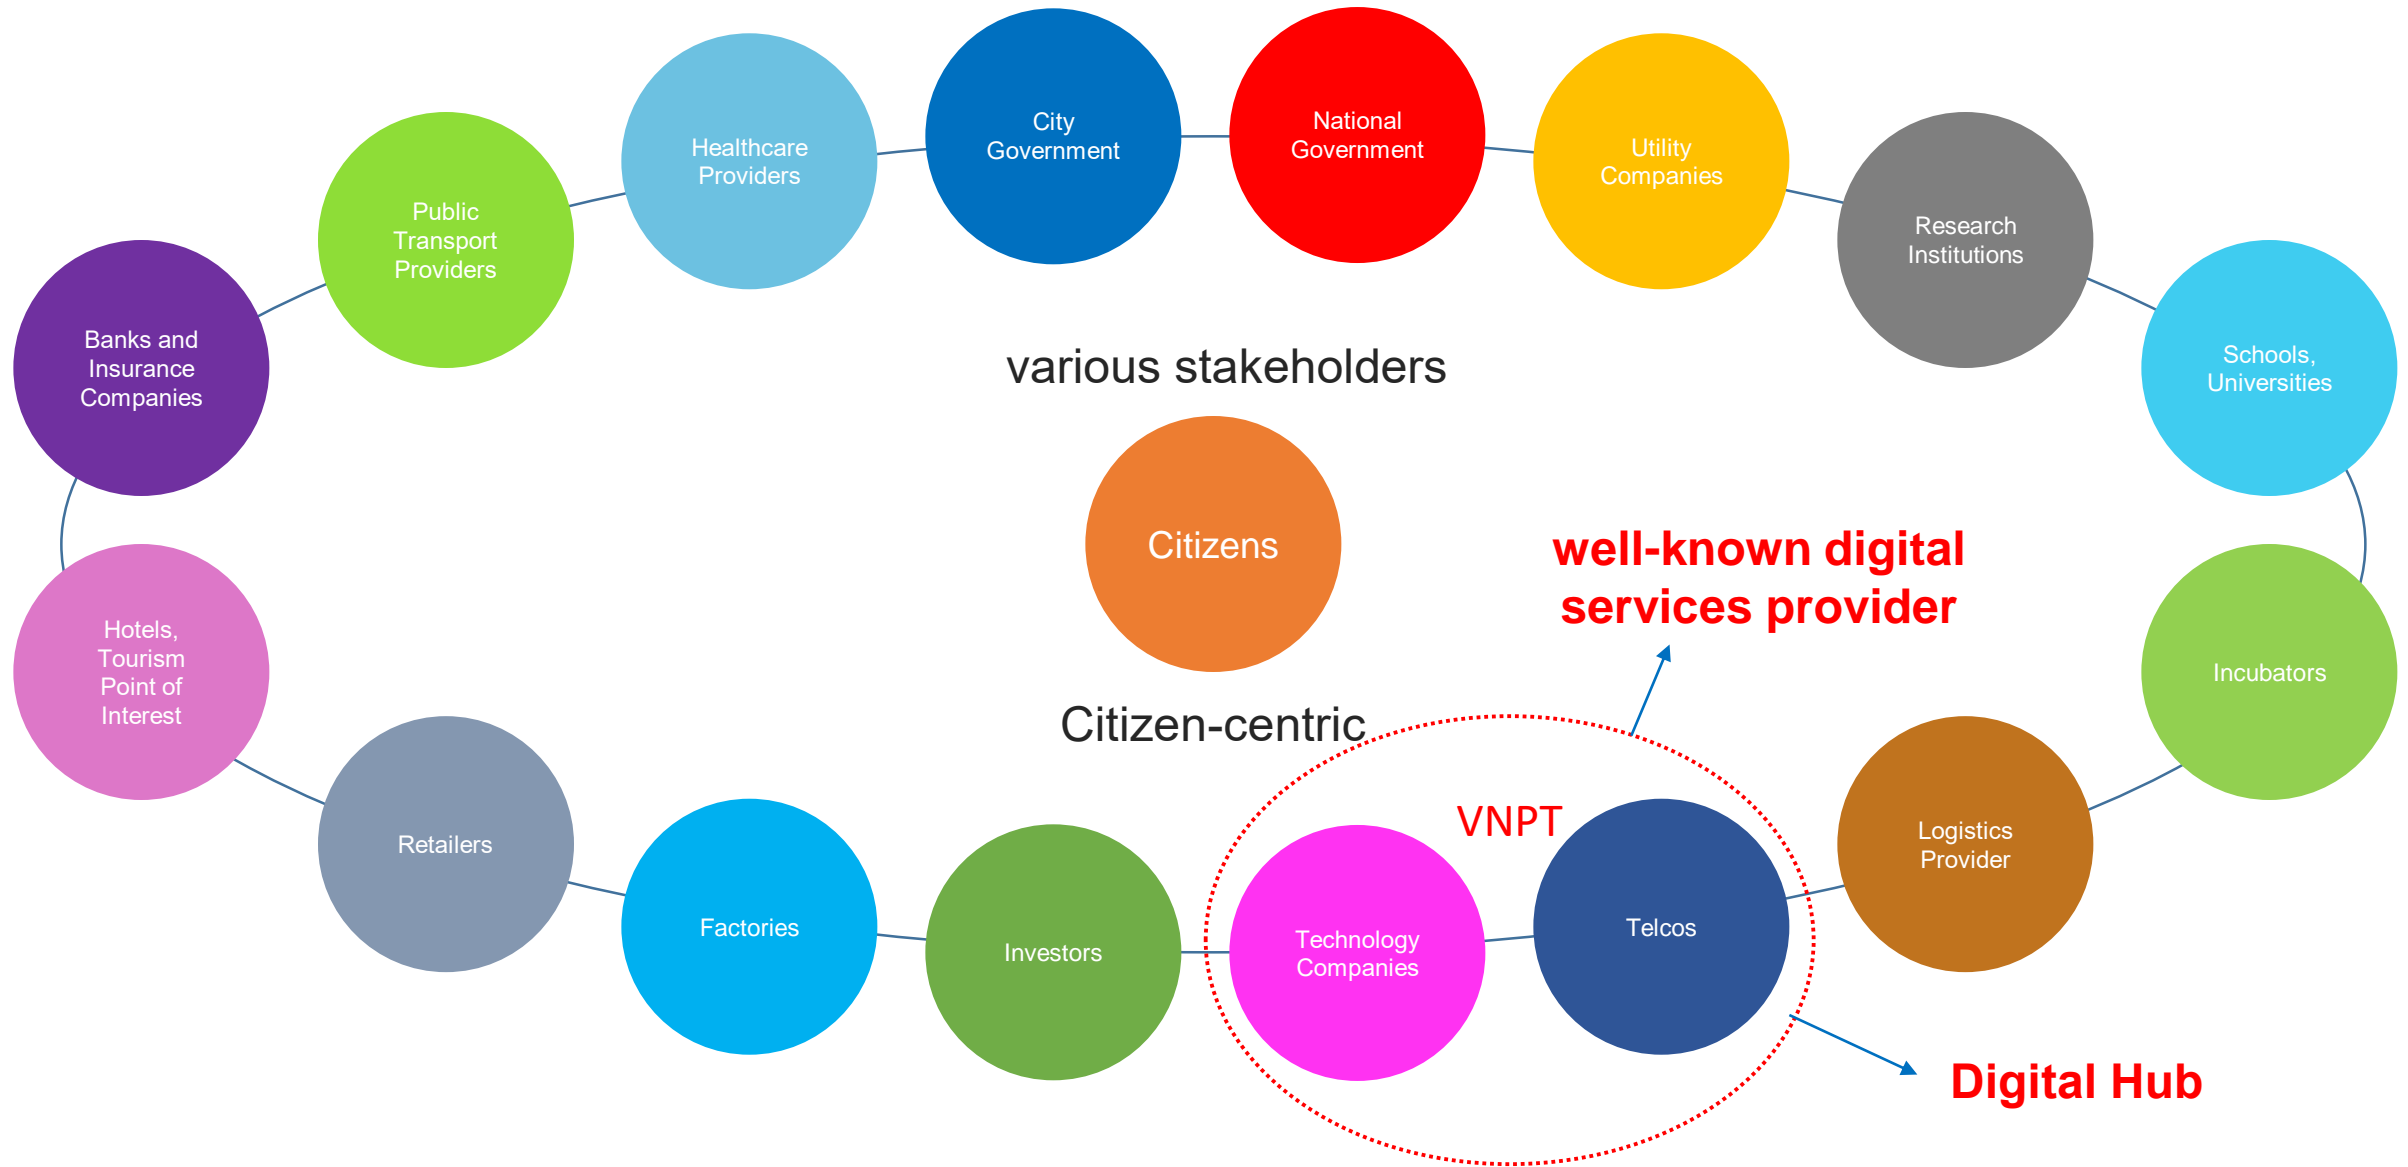 City
Government
National
Government
Healthcare
Providers
Utility
Companies
Public
Transport
Providers
Research
Institutions
Banks and
Insurance
Companies
Schools,
Universities
various stakeholders
Citizens
well-known digital
services provider
Hotels,
Tourism
Point of
Interest
Incubators
Citizen-centric
VNPT
Retailers
Logistics
Provider
Factories
Investors
Technology
Companies
Telcos
Digital Hub